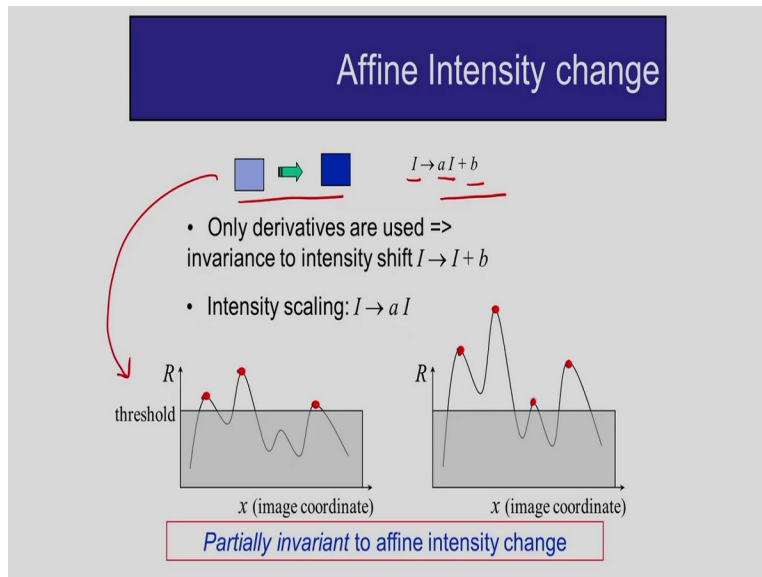 Affine Intensity change
I → a I + b
• Only derivatives are used =>
invariance to intensity shift I → I + b
• Intensity scaling: I → a I
R
threshold
x (image coordinate)
R
x (image coordinate)
Partially invariant to affine intensity change